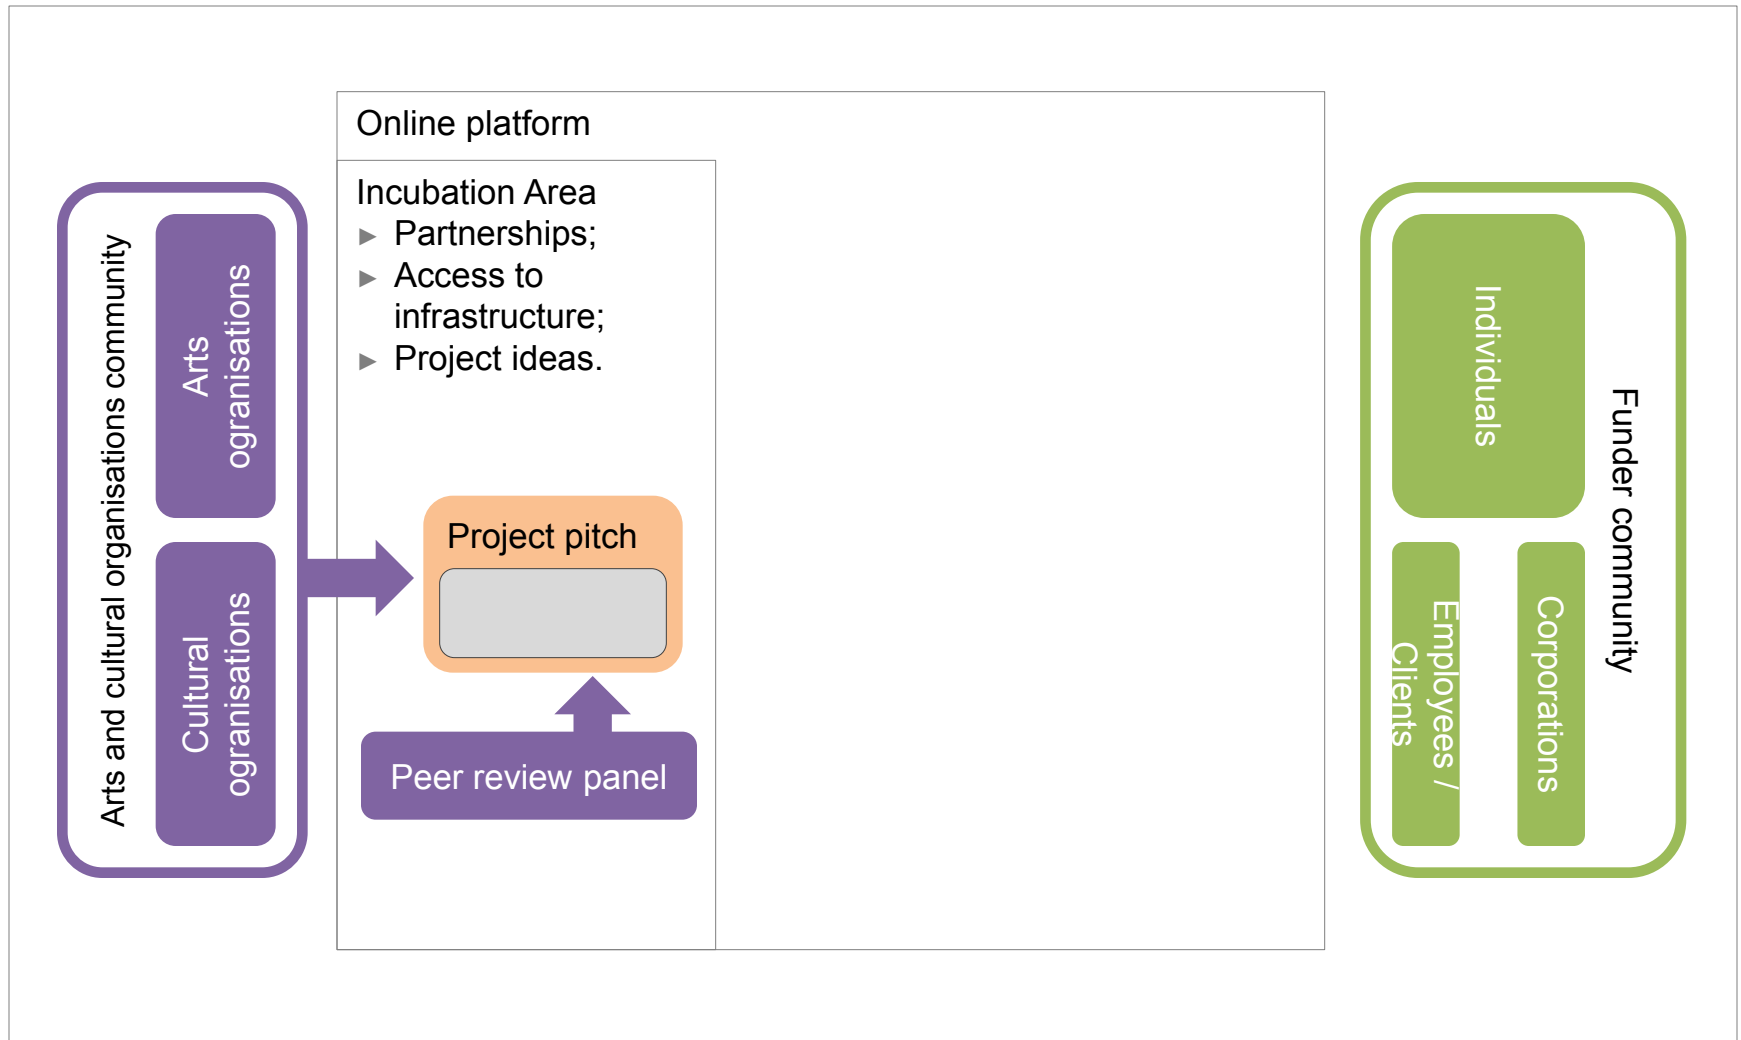 Online platform
Incubation Area
► Partnerships;
► Access to
infrastructure;
► Project ideas.
Arts and cultural organisations community
Arts
ogranisations
Cultural
ogranisations
Project pitch
Peer review panel
Individuals
Employees /
Clients
Corporations
Funder community